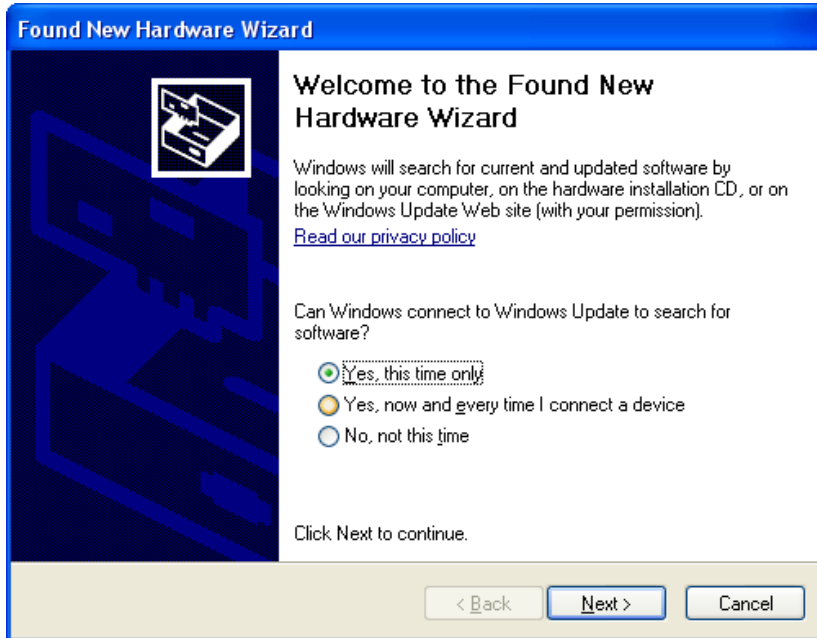 Found New Hardware Wizard
Welcome to the Found New
Hardware Wizard
Windows will search for current and updated software by
looking on your computer, on the hardware installation CD, or on
the Windows Update Web site (with your permission).
Read our privacy policy
Can Windows connect to Windows Update to search for
software?
Yes, this time only
Yes, now and every time I connect a device
No, not this time
Click Next to continue.
< Back Next > Cancel